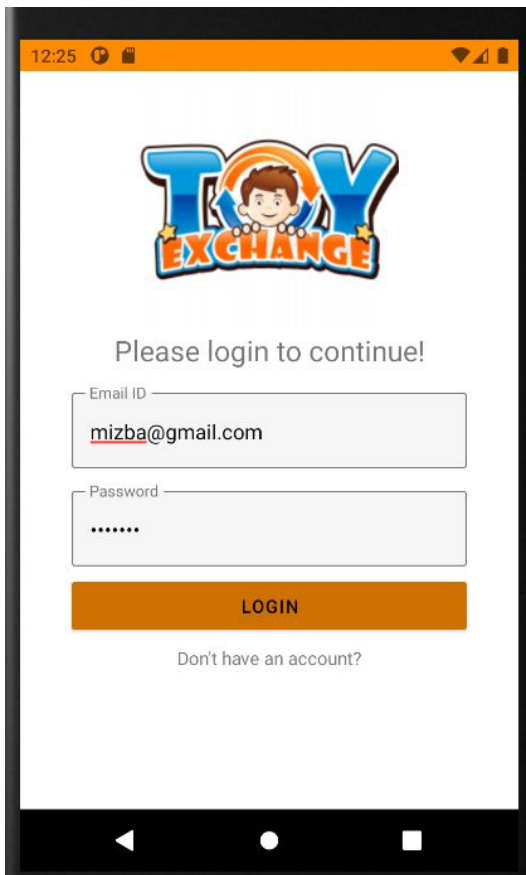 12:25
TOY
EXCHANGE
Please login to continue!
Email ID
mizba@gmail.com
Password
•••••••
LOGIN
Don't have an account?